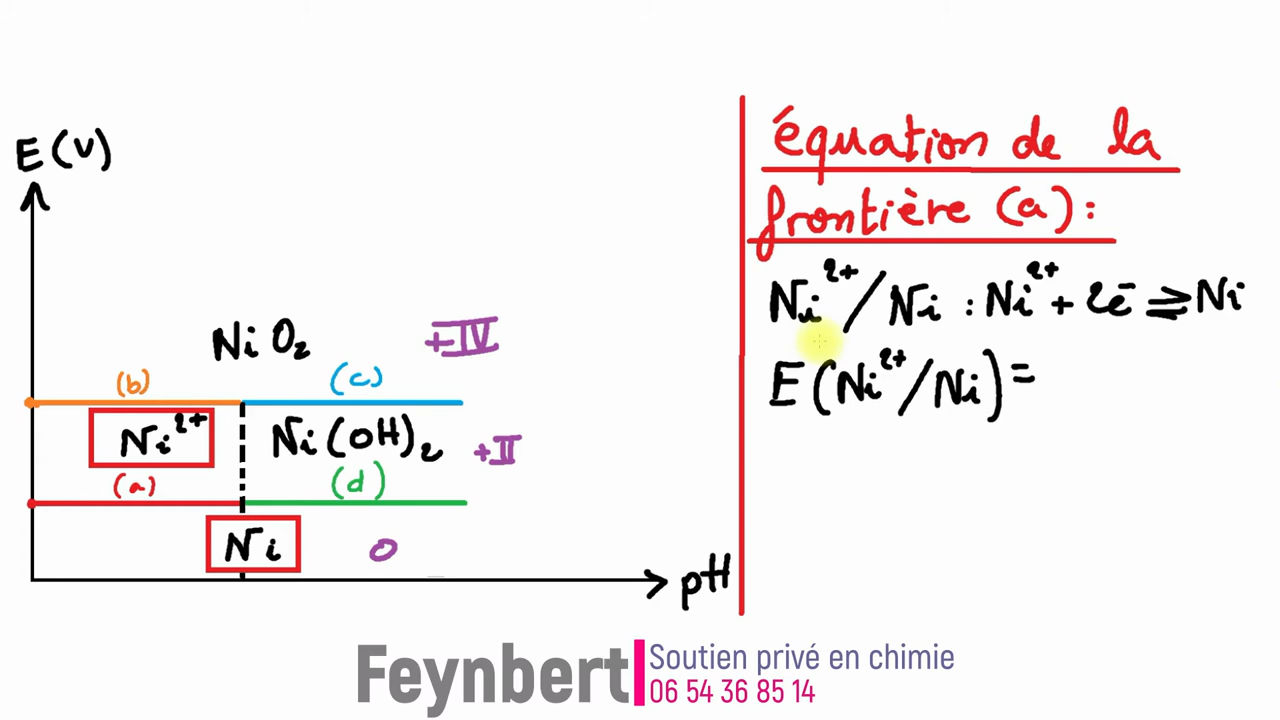 E(V)
NiO₂ +IV
(b) (c)
Ni²⁺ Ni(OH)₂ +II
(a) (d)
Ni 0
pH
équation de la
frontière (a) :
Ni²⁺/Ni : Ni²⁺ + 2e⁻ ⇌ Ni
E(Ni²⁺/Ni) =
Feynbert
Soutien privé en chimie
06 54 36 85 14